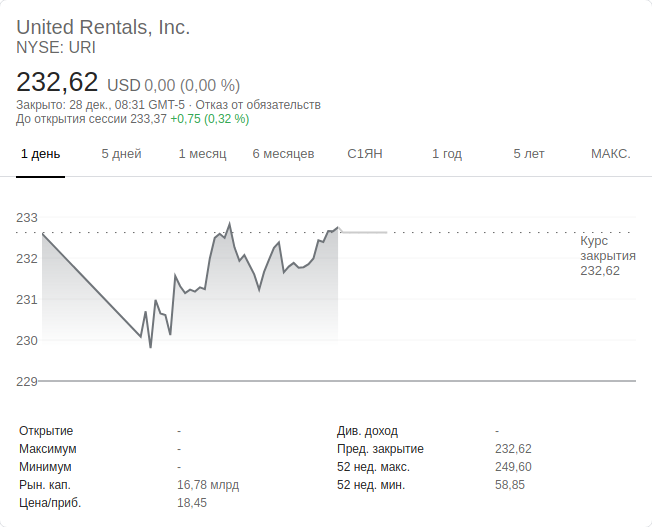 United Rentals, Inc.
NYSE: URI
232,62 USD 0,00 (0,00 %)
Закрыто: 28 дек., 08:31 GMT-5 · Отказ от обязательств
До открытия сессии 233,37 +0,75 (0,32 %)
1 день 5 дней 1 месяц 6 месяцев С1ЯН 1 год 5 лет МАКС.
233
232
231
230
229
Курс
закрытия
232,62
Открытие - Див. доход -
Максимум - Пред. закрытие 232,62
Минимум - 52 нед. макс. 249,60
Рын. кап. 16,78 млрд 52 нед. мин. 58,85
Цена/приб. 18,45